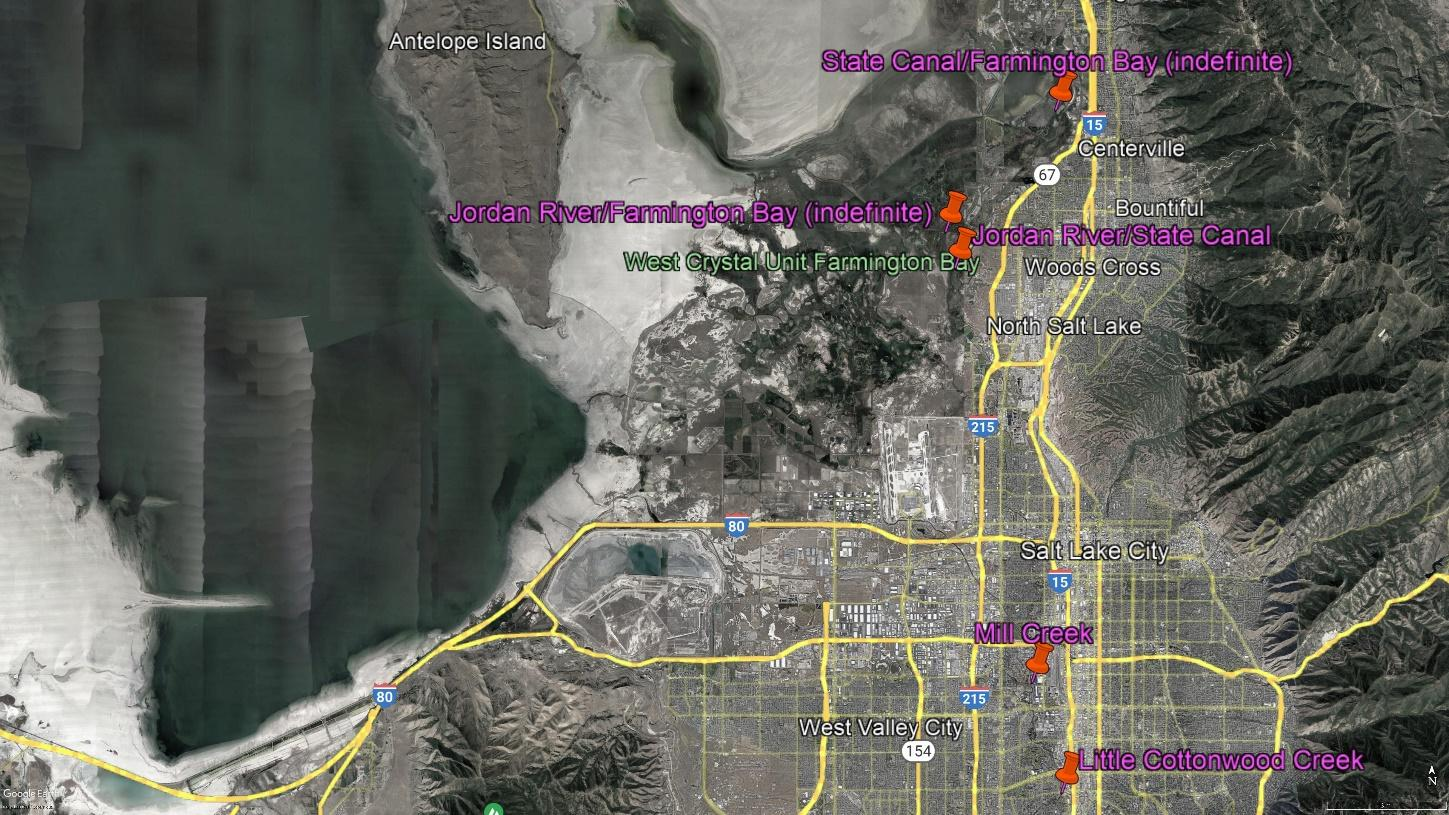 Antelope Island
State Canal/Farmington Bay (indefinite)
15
Centerville
67
Jordan River/Farmington Bay (indefinite)
Bountiful
Jordan River/State Canal
West Crystal Unit Farmington Bay
Woods Cross
North Salt Lake
215
80
Salt Lake City
15
Mill Creek
80
215
West Valley City
154
Little Cottonwood Creek
Google Earth
N